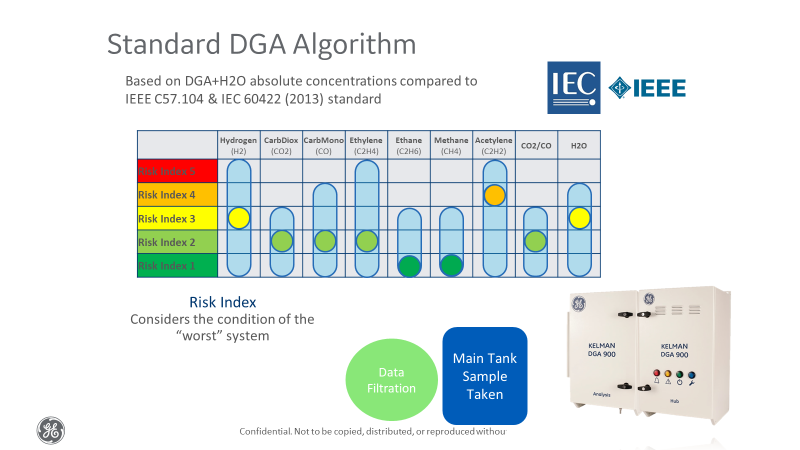 Standard DGA Algorithm
Based on DGA+H2O absolute concentrations compared to
IEEE C57.104 & IEC 60422 (2013) standard
IEC
IEEE
Hydrogen (H2)
CarbDiox (CO2)
CarbMono (CO)
Ethylene (C2H4)
Ethane (C2H6)
Methane (CH4)
Acetylene (C2H2)
CO2/CO
H2O
Risk Index 5
Risk Index 4
Risk Index 3
Risk Index 2
Risk Index 1
Risk Index
Considers the condition of the
“worst” system
Data
Filtration
Main Tank
Sample
Taken
KELMAN
DGA 900
Analysis
KELMAN
DGA 900
Hub
Confidential. Not to be copied, distributed, or reproduced withou